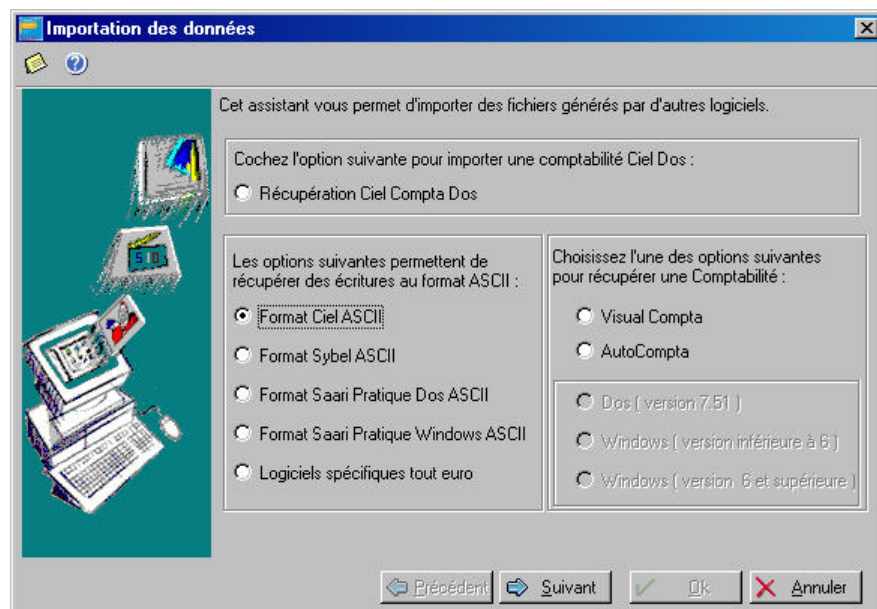 Importation des données
Cet assistant vous permet d'importer des fichiers générés par d'autres logiciels.
Cochez l'option suivante pour importer une comptabilité Ciel Dos :
Récupération Ciel Compta Dos
Les options suivantes permettent de
récupérer des écritures au format ASCII :
Format Ciel ASCII
Format Sybel ASCII
Format Saari Pratique Dos ASCII
Format Saari Pratique Windows ASCII
Logiciels spécifiques tout euro
Choisissez l'une des options suivantes
pour récupérer une Comptabilité :
Visual Compta
AutoCompta
Dos ( version 7.51 )
Windows ( version inférieure à 6 )
Windows ( version 6 et supérieure )
Précédent
Suivant
Ok
Annuler